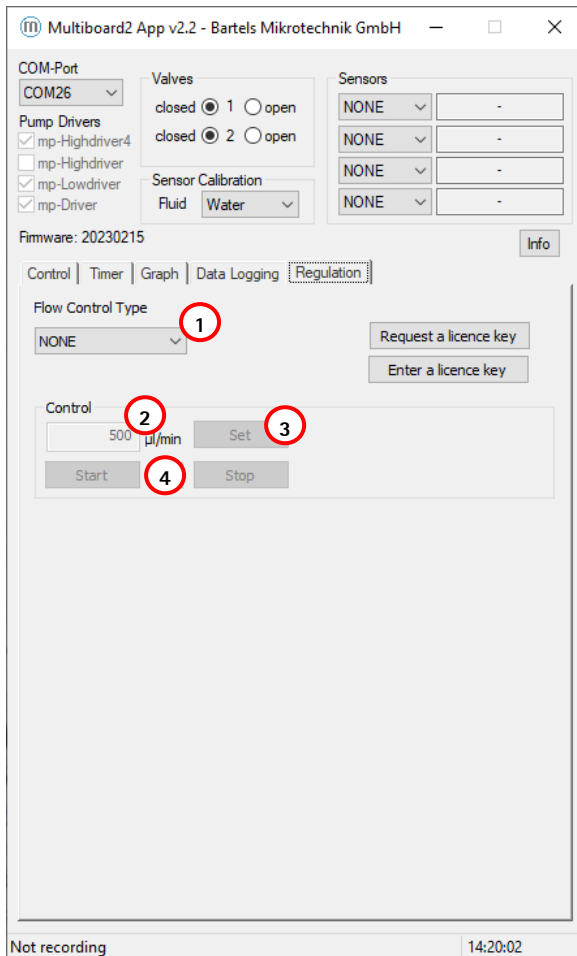 Multiboard2 App v2.2 - Bartels Mikrotechnik GmbH
COM-Port
COM26
Pump Drivers
mp-Highdriver4
mp-Highdriver
mp-Lowdriver
mp-Driver
Valves
closed 1 open
closed 2 open
Sensor Calibration
Fluid Water
Sensors
NONE -
NONE -
NONE -
NONE -
Firmware: 20230215
Info
Control Timer Graph Data Logging Regulation
Flow Control Type
NONE
1
Request a licence key
Enter a licence key
Control
2
500 µl/min Set 3
Start 4 Stop
Not recording 14:20:02